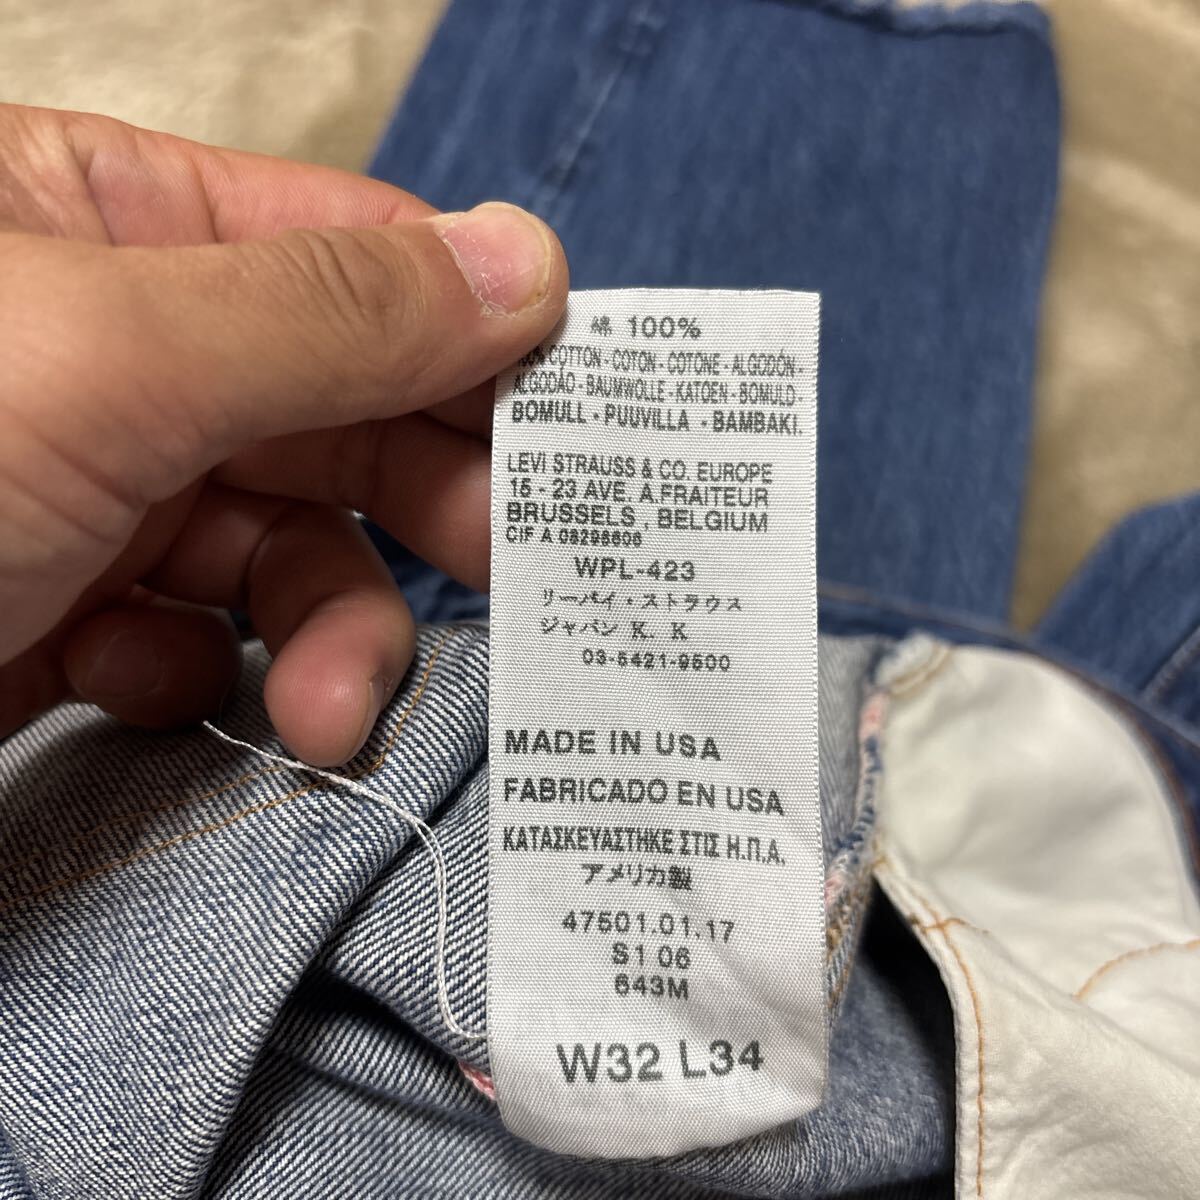 綿 100%
100% COTTON - COTON - COTONE - ALGODÓN -
ALGODÃO - BAUMWOLLE - KATOEN - BOMULD -
BOMULL - PUUVILLA - BAMBAKI.
LEVI STRAUSS & CO. EUROPE
15 - 23 AVE. A.FRAITEUR
BRUSSELS , BELGIUM
CIF A 08298606
WPL-423
リーバイ・ストラウス
ジャパン K. K
03-5421-9500
MADE IN USA
FABRICADO EN USA
ΚΑΤΑΣΚΕΥΑΣΤΗΚΕ ΣΤΙΣ Η.Π.Α.
アメリカ製
47501.01.17
S1 06
643M
W32 L34